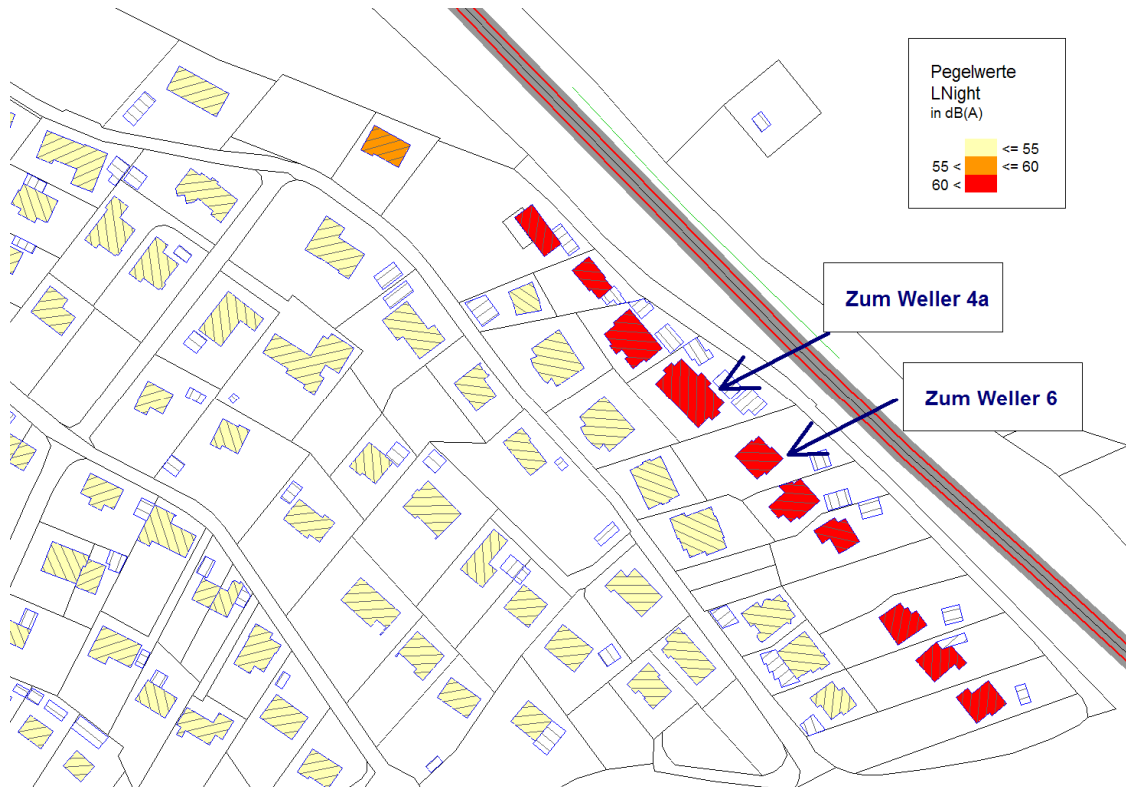 Pegelwerte
LNight
in dB(A)
<= 55
55 < <= 60
60 <
Zum Weller 4a
Zum Weller 6